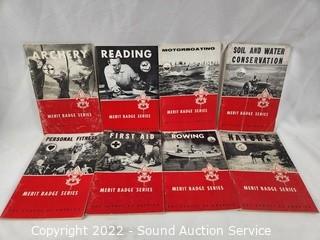 ARCHERY
MERIT BADGE SERIES
READING
MERIT BADGE SERIES
MOTORBOATING
MERIT BADGE SERIES
SOIL AND WATER
CONSERVATION
MERIT BADGE SERIES
PERSONAL FITNESS
MERIT BADGE SERIES
FIRST AID
MERIT BADGE SERIES
ROWING
MERIT BADGE SERIES
MERIT BADGE SERIES
Copyright 2022 - Sound Auction Service